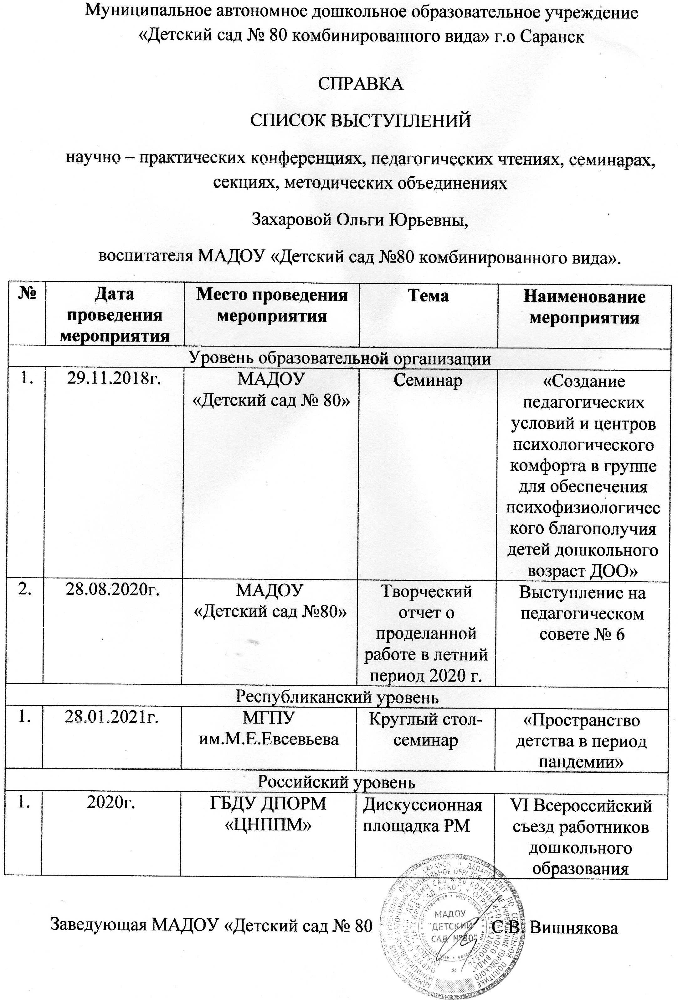 Муниципальное автономное дошкольное образовательное учреждение
«Детский сад № 80 комбинированного вида» г.о Саранск
СПРАВКА
СПИСОК ВЫСТУПЛЕНИЙ
научно – практических конференциях, педагогических чтениях, семинарах,
секциях, методических объединениях
Захаровой Ольги Юрьевны,
воспитателя МАДОУ «Детский сад №80 комбинированного вида».
№
Дата
проведения
мероприятия
Место проведения
мероприятия
Тема
Наименование
мероприятия
Уровень образовательной организации
1.
29.11.2018г.
МАДОУ
«Детский сад № 80»
Семинар
«Создание
педагогических
условий и центров
психологического
комфорта в группе
для обеспечения
психофизиологичес
кого благополучия
детей дошкольного
возраст ДОО»
2.
28.08.2020г.
МАДОУ
«Детский сад №80»
Творческий
отчет о
проделанной
работе в летний
период 2020 г.
Выступление на
педагогическом
совете № 6
Республиканский уровень
1.
28.01.2021г.
МГПУ
им.М.Е.Евсевьева
Круглый стол-
семинар
«Пространство
детства в период
пандемии»
Российский уровень
1.
2020г.
ГБДУ ДПОРМ
«ЦНППМ»
Дискуссионная
площадка РМ
VI Всероссийский
съезд работников
дошкольного
образования
Заведующая МАДОУ «Детский сад № 80
С.В. Вишнякова
МАДОУ
"ДЕТСКИЙ
САД №80"